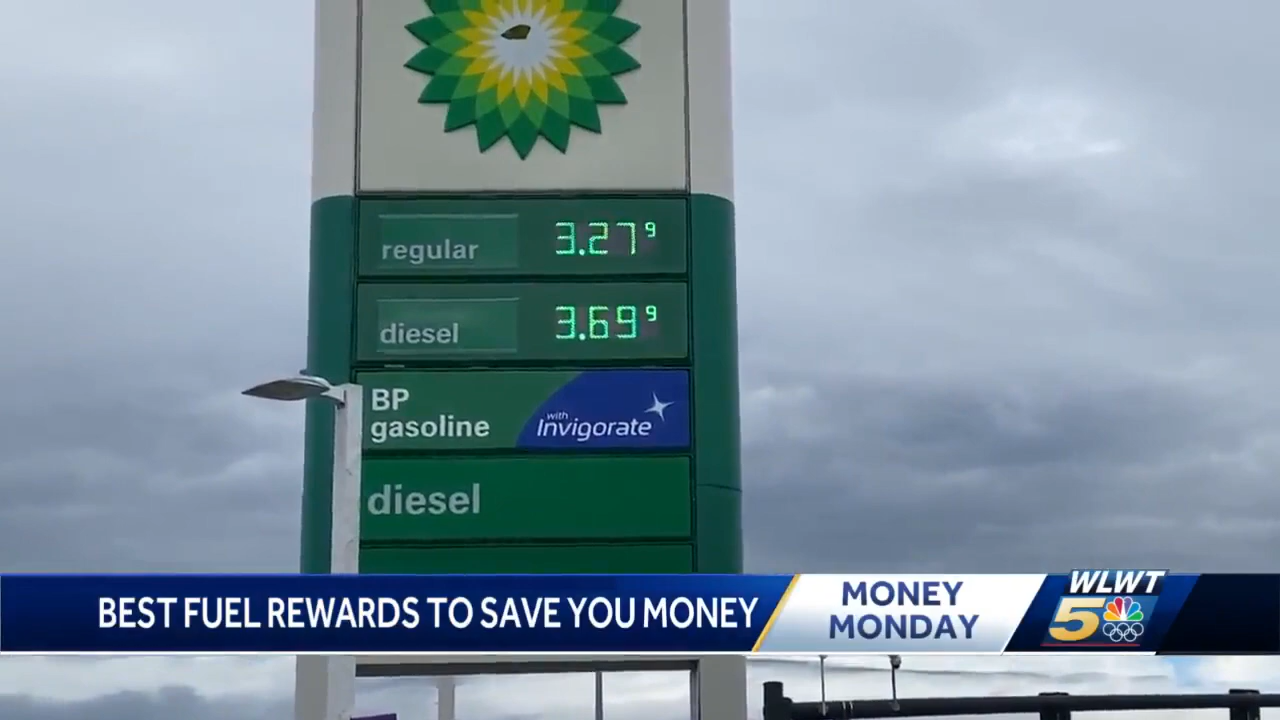 regular 3.27 9
diesel 3.69 9
BP
gasoline
with
Invigorate
diesel
BEST FUEL REWARDS TO SAVE YOU MONEY
MONEY
MONDAY
WLWT
5